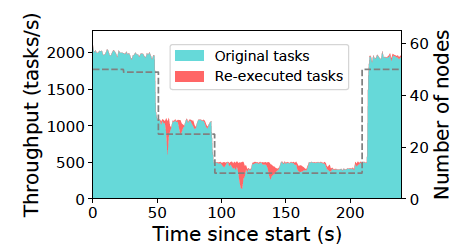 Throughput (tasks/s)
2000
1500
1000
500
0
Original tasks
Re-executed tasks
60
40
20
0
Number of nodes
0 50 100 150 200
Time since start (s)